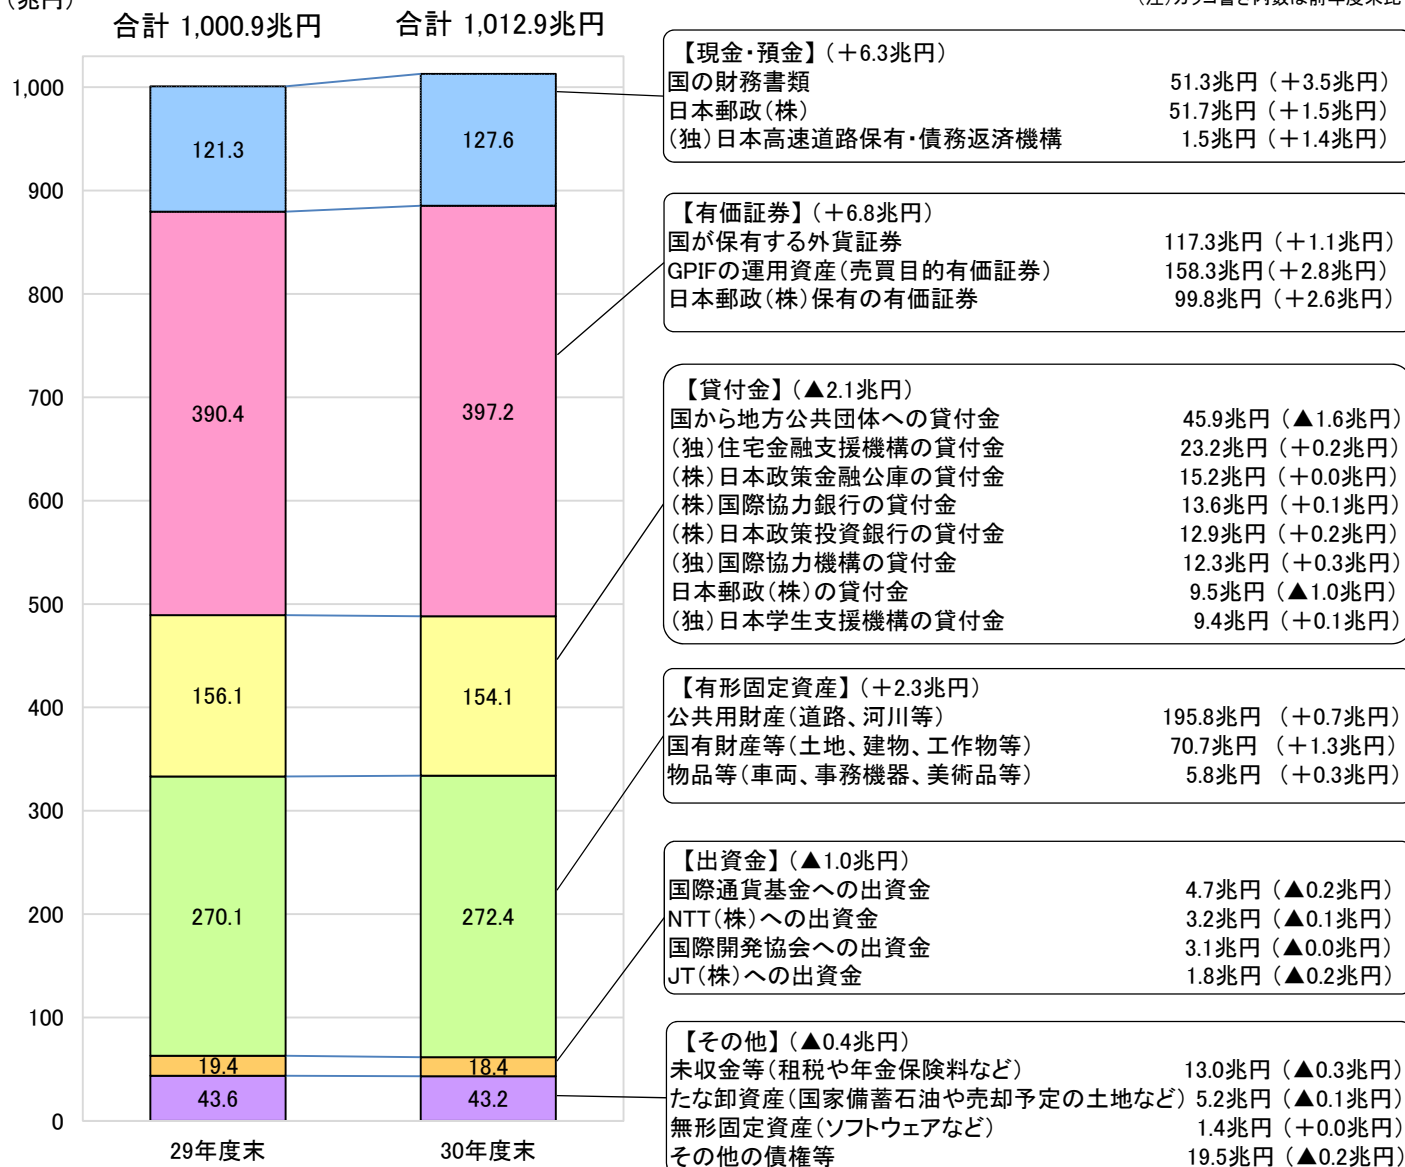 (兆円)
合計 1,000.9兆円
合計 1,012.9兆円
1,000
900
800
700
600
500
400
300
200
100
0
121.3
390.4
156.1
270.1
19.4
43.6
29年度末
127.6
397.2
154.1
272.4
18.4
43.2
30年度末
【現金・預金】(+6.3兆円)
国の財務書類 51.3兆円(+3.5兆円)
日本郵政(株) 51.7兆円(+1.5兆円)
(独)日本高速道路保有・債務返済機構 1.5兆円(+1.4兆円)
【有価証券】(+6.8兆円)
国が保有する外貨証券 117.3兆円(+1.1兆円)
GPIFの運用資産(売買目的有価証券) 158.3兆円(+2.8兆円)
日本郵政(株)保有の有価証券 99.8兆円(+2.6兆円)
【貸付金】(▲2.1兆円)
国から地方公共団体への貸付金 45.9兆円(▲1.6兆円)
(独)住宅金融支援機構の貸付金 23.2兆円(+0.2兆円)
(株)日本政策金融公庫の貸付金 15.2兆円(+0.0兆円)
(株)国際協力銀行の貸付金 13.6兆円(+0.1兆円)
(株)日本政策投資銀行の貸付金 12.9兆円(+0.2兆円)
(独)国際協力機構の貸付金 12.3兆円(+0.3兆円)
日本郵政(株)の貸付金 9.5兆円(▲1.0兆円)
(独)日本学生支援機構の貸付金 9.4兆円(+0.1兆円)
【有形固定資産】(+2.3兆円)
公共用財産(道路、河川等) 195.8兆円(+0.7兆円)
国有財産等(土地、建物、工作物等) 70.7兆円(+1.3兆円)
物品等(車両、事務機器、美術品等) 5.8兆円(+0.3兆円)
【出資金】(▲1.0兆円)
国際通貨基金への出資金 4.7兆円(▲0.2兆円)
NTT(株)への出資金 3.2兆円(▲0.1兆円)
国際開発協会への出資金 3.1兆円(▲0.0兆円)
JT(株)への出資金 1.8兆円(▲0.2兆円)
【その他】(▲0.4兆円)
未収金等(租税や年金保険料など) 13.0兆円(▲0.3兆円)
たな卸資産(国家備蓄石油や売却予定の土地など) 5.2兆円(▲0.1兆円)
無形固定資産(ソフトウェアなど) 1.4兆円(+0.0兆円)
その他の債権等 19.5兆円(▲0.2兆円)